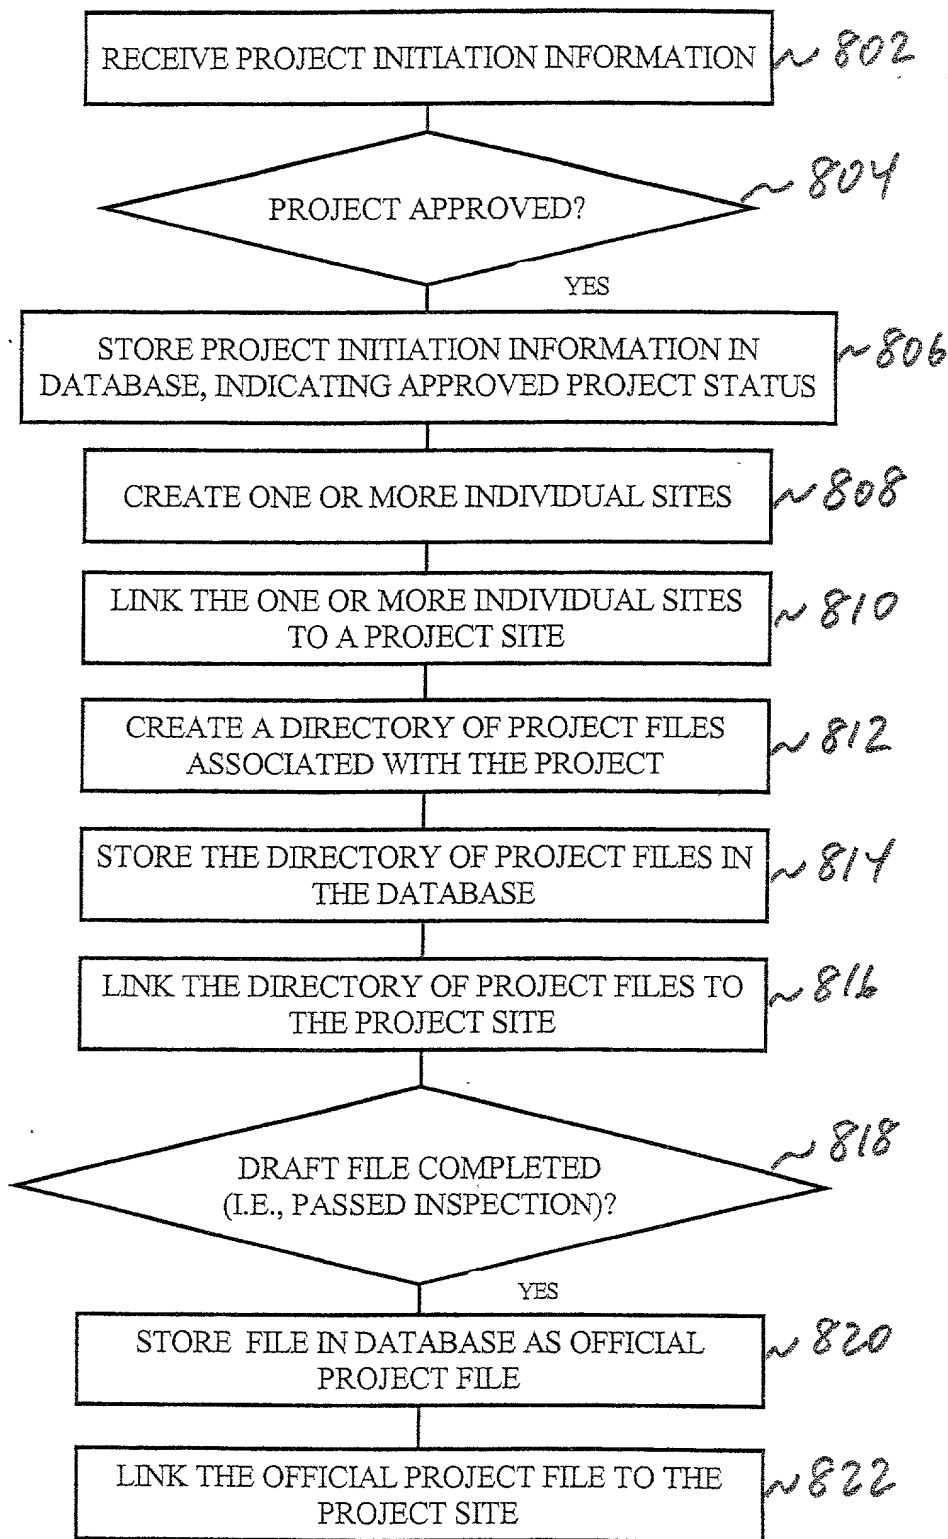 RECEIVE PROJECT INITIATION INFORMATION ~ 802
PROJECT APPROVED? ~ 804
YES
STORE PROJECT INITIATION INFORMATION IN ~ 806
DATABASE, INDICATING APPROVED PROJECT STATUS
CREATE ONE OR MORE INDIVIDUAL SITES ~ 808
LINK THE ONE OR MORE INDIVIDUAL SITES ~ 810
TO A PROJECT SITE
CREATE A DIRECTORY OF PROJECT FILES ~ 812
ASSOCIATED WITH THE PROJECT
STORE THE DIRECTORY OF PROJECT FILES IN ~ 814
THE DATABASE
LINK THE DIRECTORY OF PROJECT FILES TO ~ 816
THE PROJECT SITE
DRAFT FILE COMPLETED ~ 818
(I.E., PASSED INSPECTION)?
YES
STORE FILE IN DATABASE AS OFFICIAL ~ 820
PROJECT FILE
LINK THE OFFICIAL PROJECT FILE TO THE ~ 822
PROJECT SITE